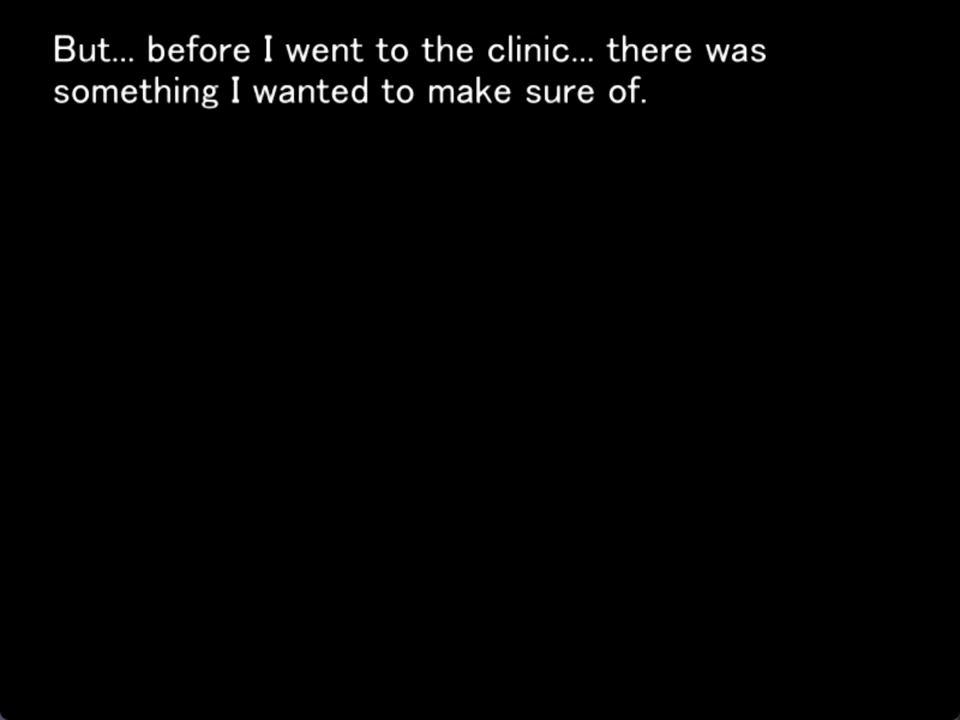 But... before I went to the clinic... there was
something I wanted to make sure of.